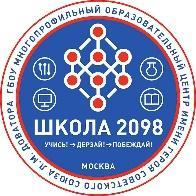 ГБОУ МНОГОПРОФИЛЬНЫЙ ОБРАЗОВАТЕЛЬНЫЙ ЦЕНТР ИМЕНИ ГЕРОЯ СОВЕТСКОГО СОЮЗА Л.М. ДОВАТОРА
ШКОЛА 2098
УЧИСЬ! → ДЕРЗАЙ! → ПОБЕЖДАЙ!
МОСКВА